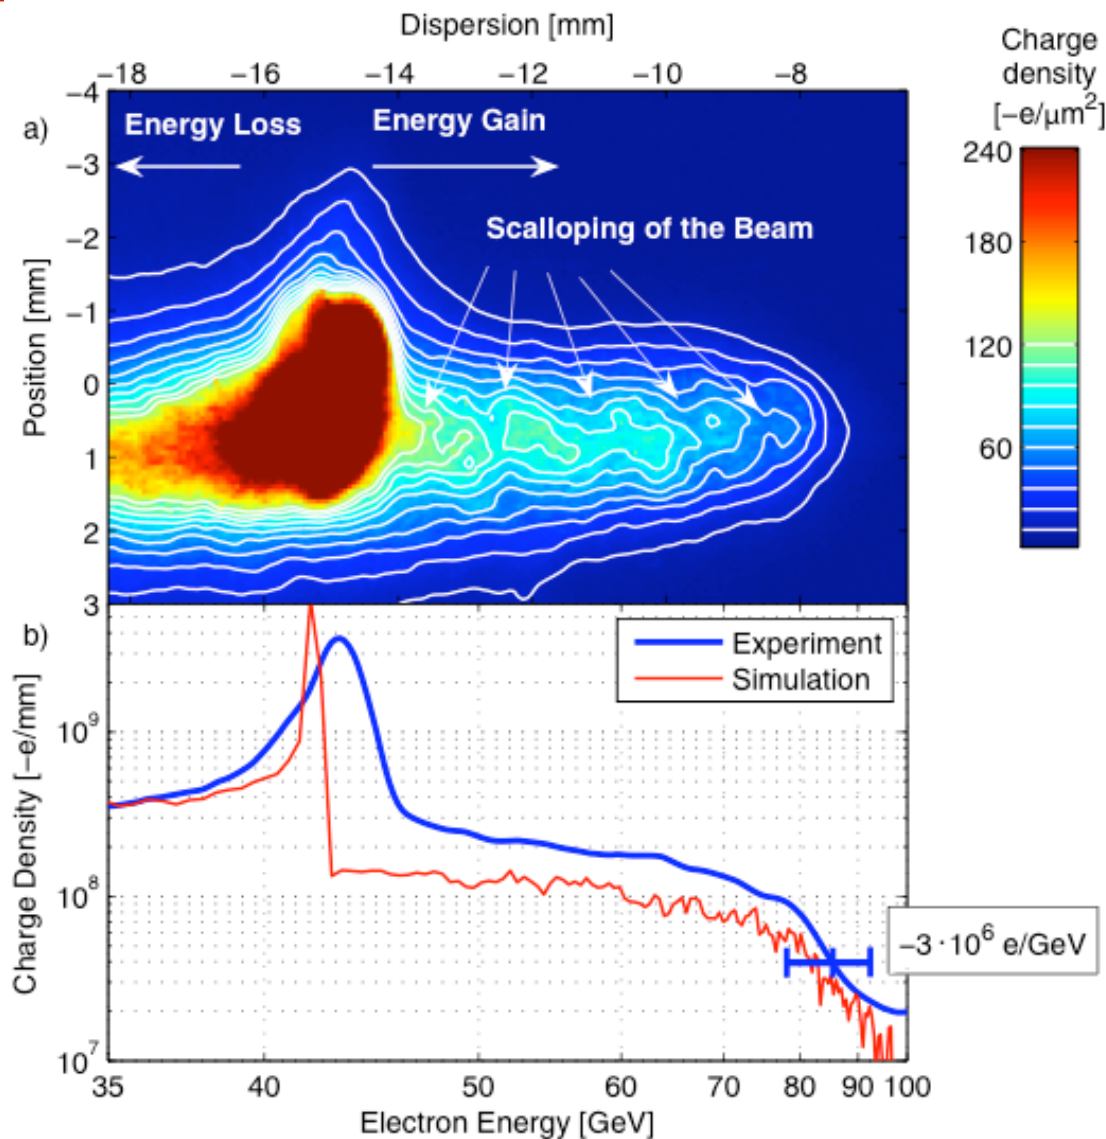 Dispersion [mm]
−18 −16 −14 −12 −10 −8
Charge
density
[-e/μm²]
a)
Energy Loss
Energy Gain
Scalloping of the Beam
Position [mm]
−4
−3
−2
−1
0
1
2
3
240
180
120
60
b)
Experiment
Simulation
Charge Density [-e/mm]
10⁹
10⁸
10⁷
−3·10⁶ e/GeV
35 40 50 60 70 80 90 100
Electron Energy [GeV]